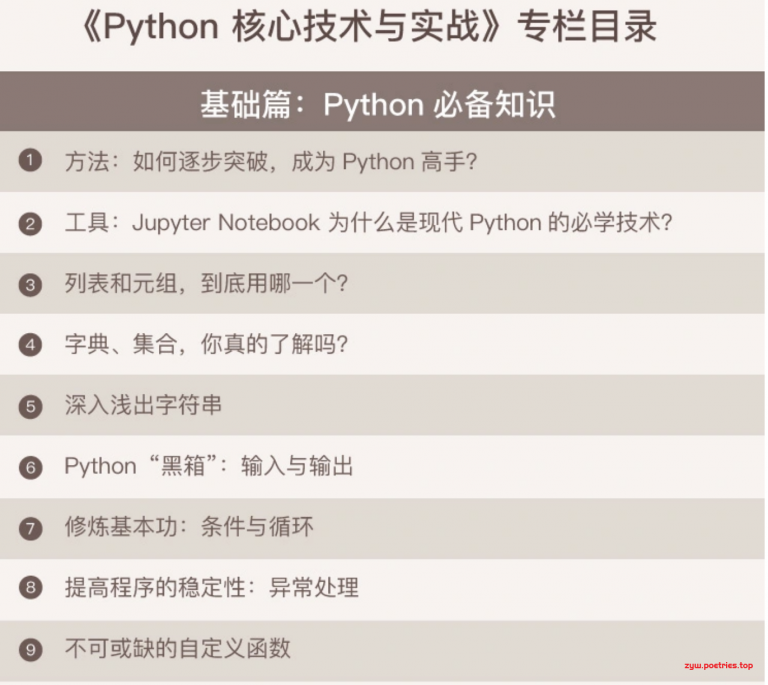 《Python 核心技术与实战》专栏目录
基础篇：Python 必备知识
1 方法：如何逐步突破，成为 Python 高手？
2 工具：Jupyter Notebook 为什么是现代 Python 的必学技术？
3 列表和元组，到底用哪一个？
4 字典、集合，你真的了解吗？
5 深入浅出字符串
6 Python “黑箱”：输入与输出
7 修炼基本功：条件与循环
8 提高程序的稳定性：异常处理
9 不可或缺的自定义函数
zyw.poetries.top